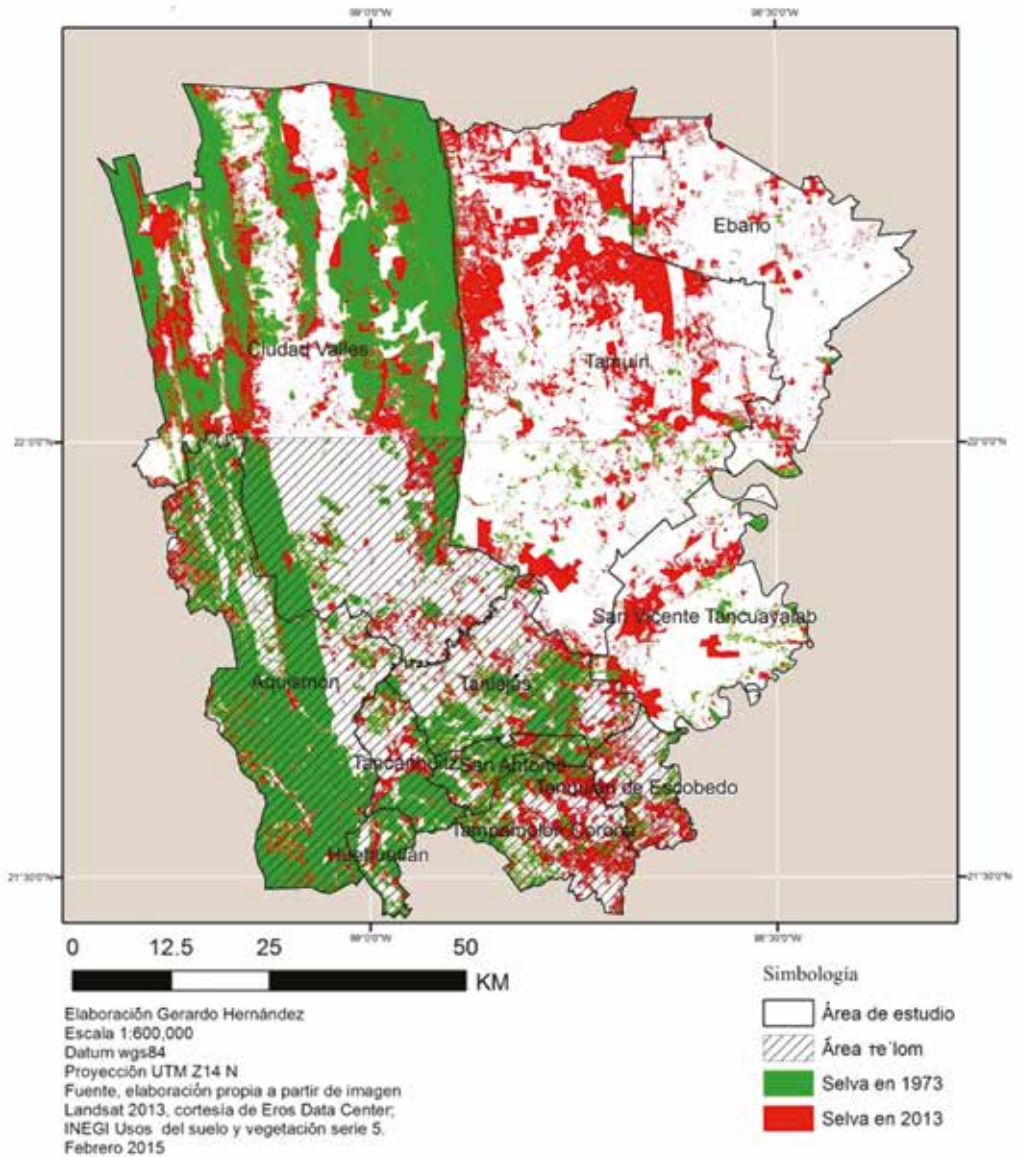 99°0'0"W
98°30'0"W
Ebano
Ciudad Valles
Tamuín
22°0'0"N
22°0'0"N
San Vicente Tancuayalab
Aquismón
Tanlajás
Tancanhuitz
San Antonio
Tanquián de Escobedo
Tampamolón Corona
Huehuetlán
21°30'0"N
21°30'0"N
99°0'0"W
98°30'0"W
0 12.5 25 50
KM
Elaboración Gerardo Hernández
Escala 1:600,000
Datum wgs84
Proyección UTM Z14 N
Fuente, elaboración propia a partir de imagen
Landsat 2013, cortesía de Eros Data Center;
INEGI Usos del suelo y vegetación serie 5.
Febrero 2015
Simbología
Área de estudio
Área те'lom
Selva en 1973
Selva en 2013